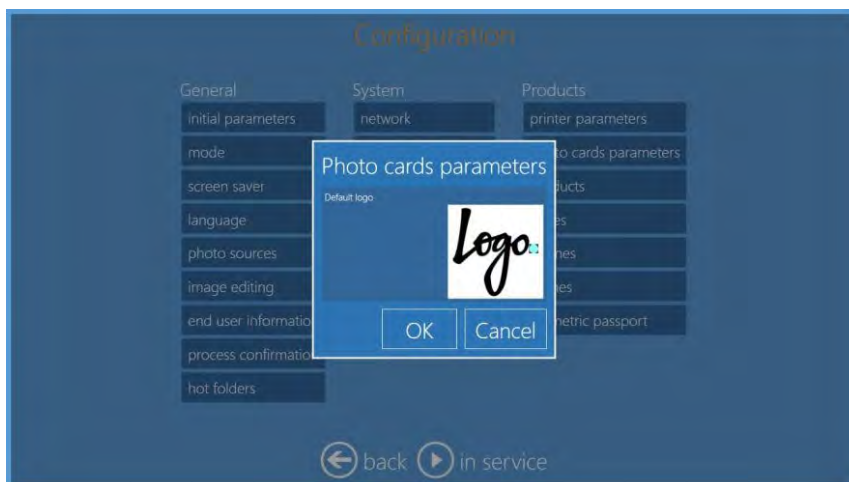 Configuration
General
initial parameters
mode
screen saver
language
photo sources
image editing
end user informatio
process confirmatio
hot folders
System
network
Products
printer parameters
to cards parameters
ducts
es
nes
nes
netric passport
Photo cards parameters
Default logo
Logo.
OK Cancel
back in service